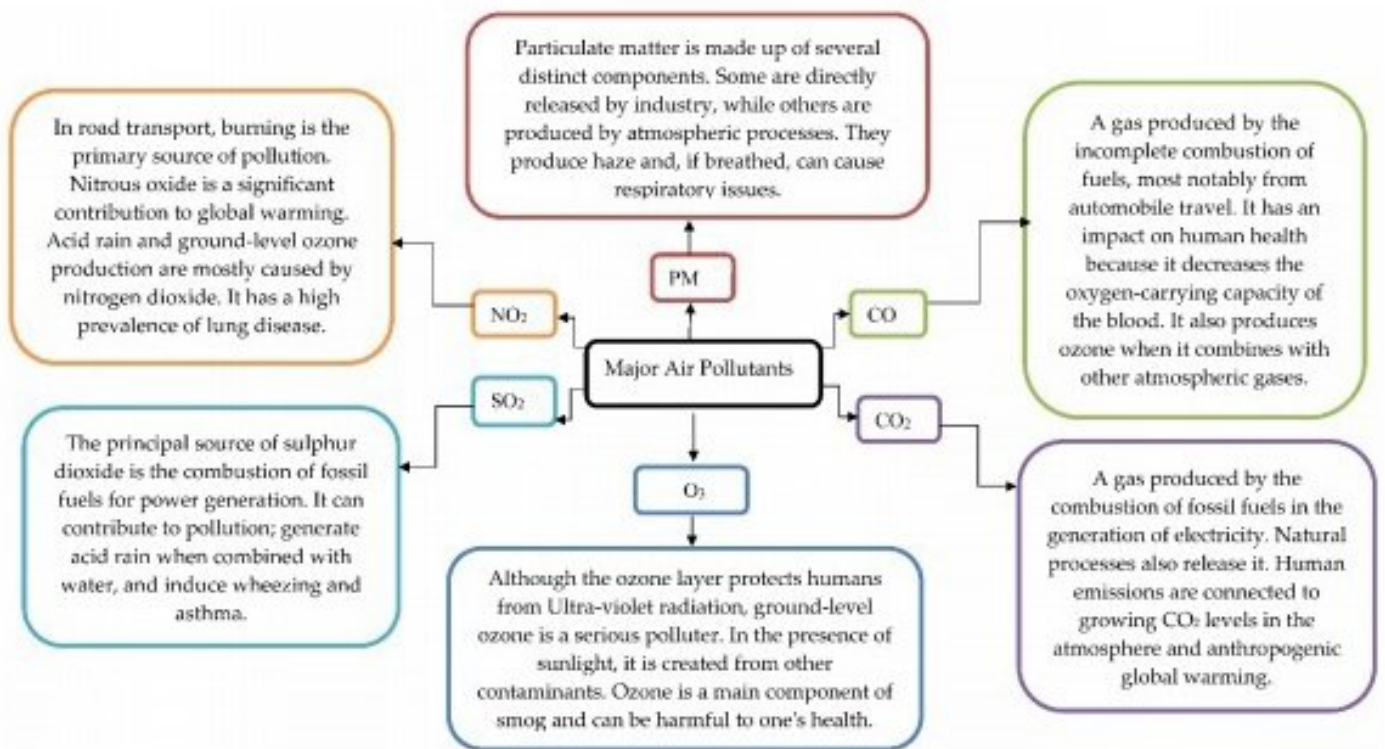 Particulate matter is made up of several
distinct components. Some are directly
released by industry, while others are
produced by atmospheric processes. They
produce haze and, if breathed, can cause
respiratory issues.
In road transport, burning is the
primary source of pollution.
Nitrous oxide is a significant
contribution to global warming.
Acid rain and ground-level ozone
production are mostly caused by
nitrogen dioxide. It has a high
prevalence of lung disease.
A gas produced by the
incomplete combustion of
fuels, most notably from
automobile travel. It has an
impact on human health
because it decreases the
oxygen-carrying capacity of
the blood. It also produces
ozone when it combines with
other atmospheric gases.
PM
NO₂
CO
Major Air Pollutants
SO₂
CO₂
O₃
The principal source of sulphur
dioxide is the combustion of fossil
fuels for power generation. It can
contribute to pollution; generate
acid rain when combined with
water, and induce wheezing and
asthma.
Although the ozone layer protects humans
from Ultra-violet radiation, ground-level
ozone is a serious polluter. In the presence of
sunlight, it is created from other
contaminants. Ozone is a main component of
smog and can be harmful to one's health.
A gas produced by the
combustion of fossil fuels in the
generation of electricity. Natural
processes also release it. Human
emissions are connected to
growing CO₂ levels in the
atmosphere and anthropogenic
global warming.